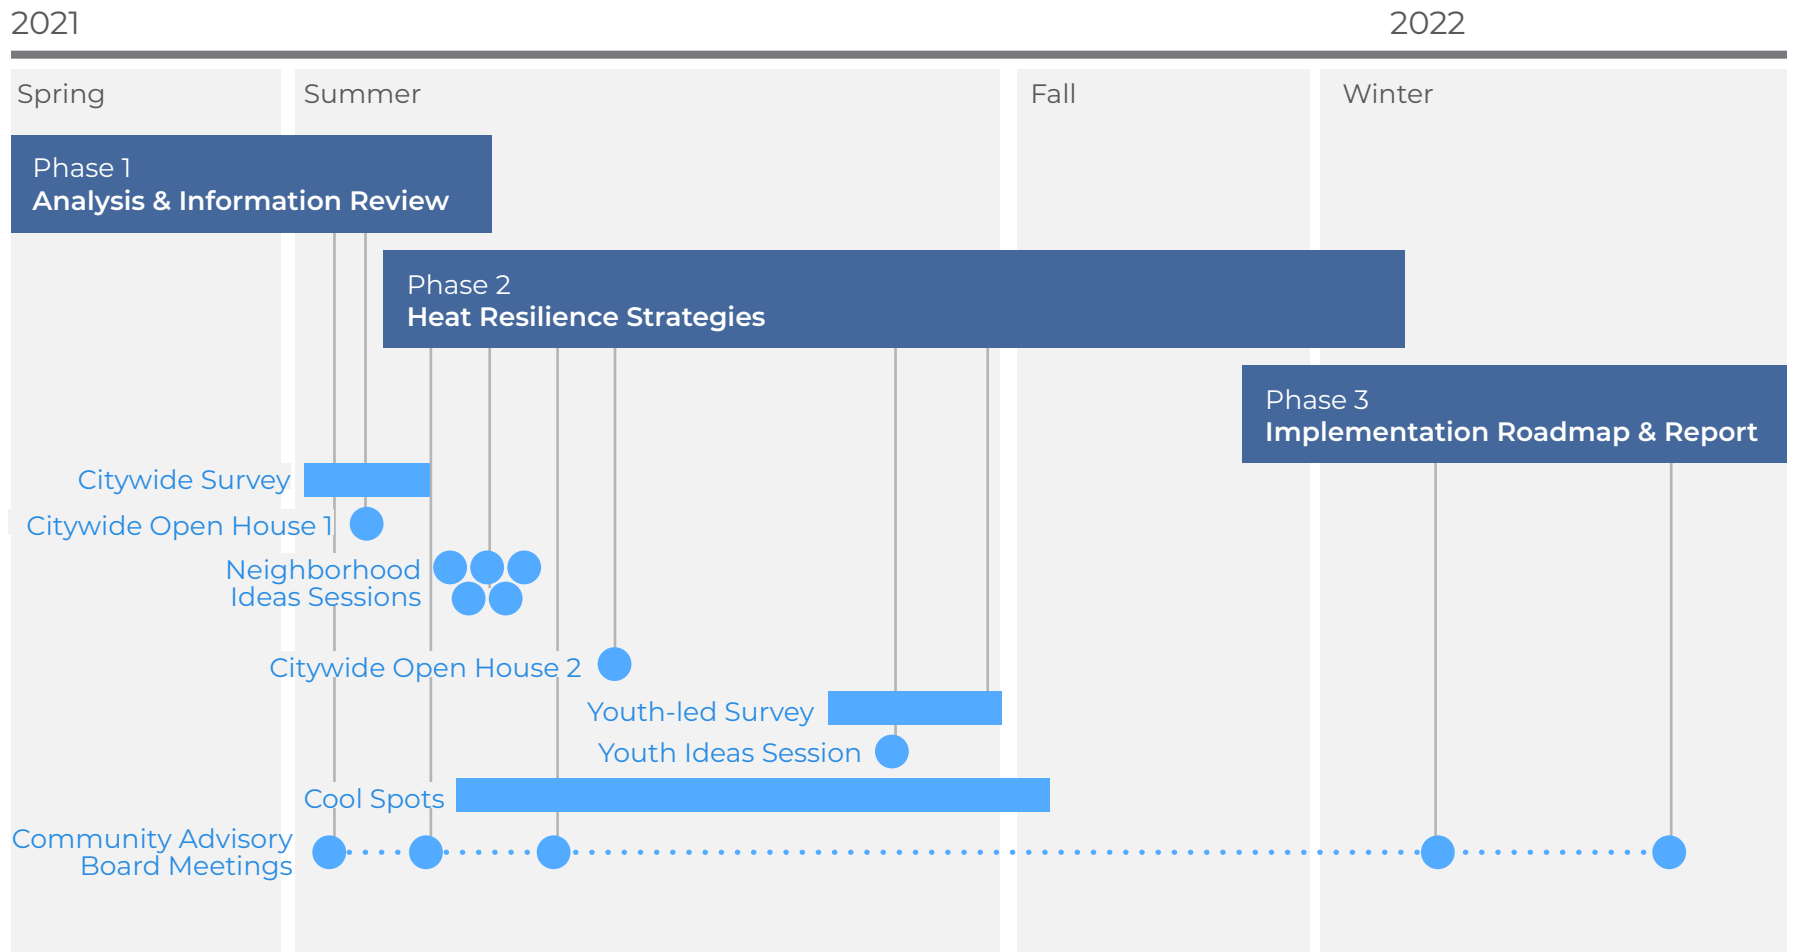 2021
2022
Spring
Summer
Fall
Winter
Phase 1
Analysis & Information Review
Phase 2
Heat Resilience Strategies
Phase 3
Implementation Roadmap & Report
Citywide Survey
Citywide Open House 1
Neighborhood
Ideas Sessions
Citywide Open House 2
Youth-led Survey
Youth Ideas Session
Cool Spots
Community Advisory
Board Meetings